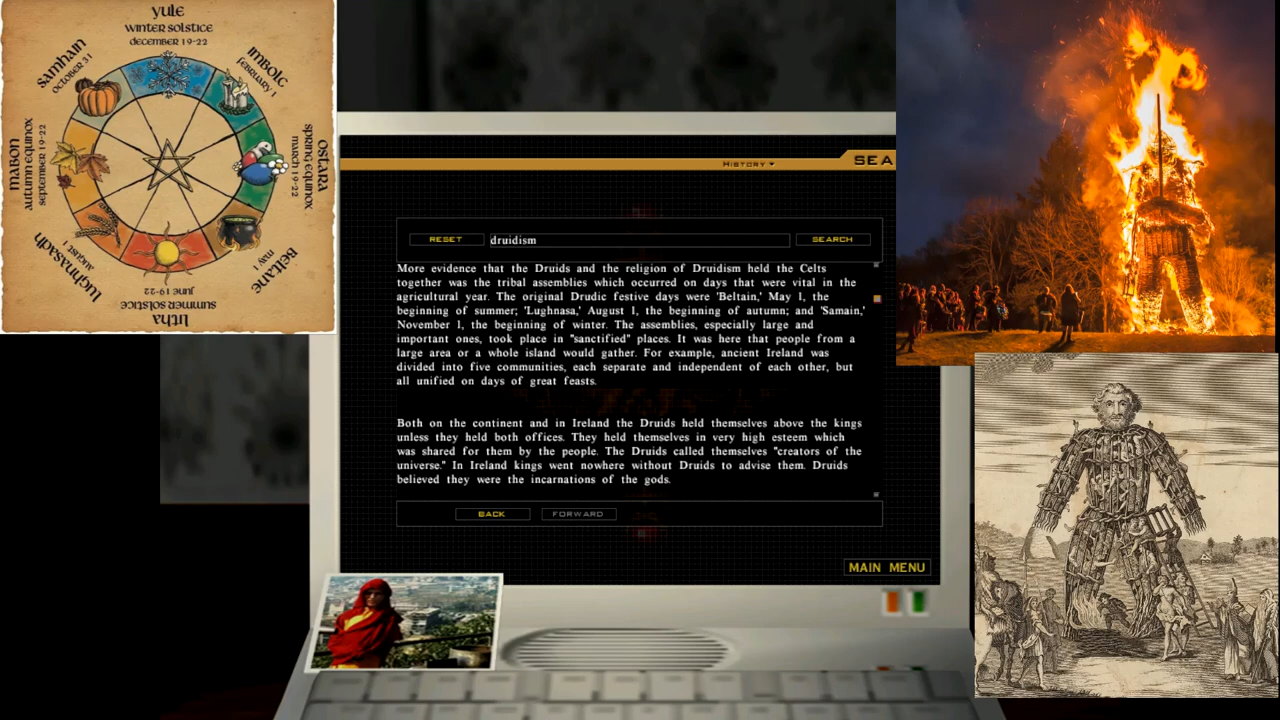 YULE
WINTER SOLSTICE
DECEMBER 19-22
IMBOLC
FEBRUARY 1
OSTARA
SPRING EQUINOX
MARCH 19-22
BELTANE
MAY 1
LITHA
SUMMER SOLSTICE
JUNE 19-22
LUGHNASADH
AUGUST 1
MABON
AUTUMN EQUINOX
SEPTEMBER 19-22
SAMHAIN
OCTOBER 31
HISTORY
SEA
RESET
druidism
SEARCH
More evidence that the Druids and the religion of Druidism held the Celts
together was the tribal assemblies which occurred on days that were vital in the
agricultural year. The original Drudic festive days were 'Beltain,' May 1, the
beginning of summer; 'Lughnasa,' August 1, the beginning of autumn; and 'Samain,'
November 1, the beginning of winter. The assemblies, especially large and
important ones, took place in "sanctified" places. It was here that people from a
large area or a whole island would gather. For example, ancient Ireland was
divided into five communities, each separate and independent of each other, but
all unified on days of great feasts.
Both on the continent and in Ireland the Druids held themselves above the kings
unless they held both offices. They held themselves in very high esteem which
was shared for them by the people. The Druids called themselves "creators of the
universe." In Ireland kings went nowhere without Druids to advise them. Druids
believed they were the incarnations of the gods.
BACK
FORWARD
MAIN MENU